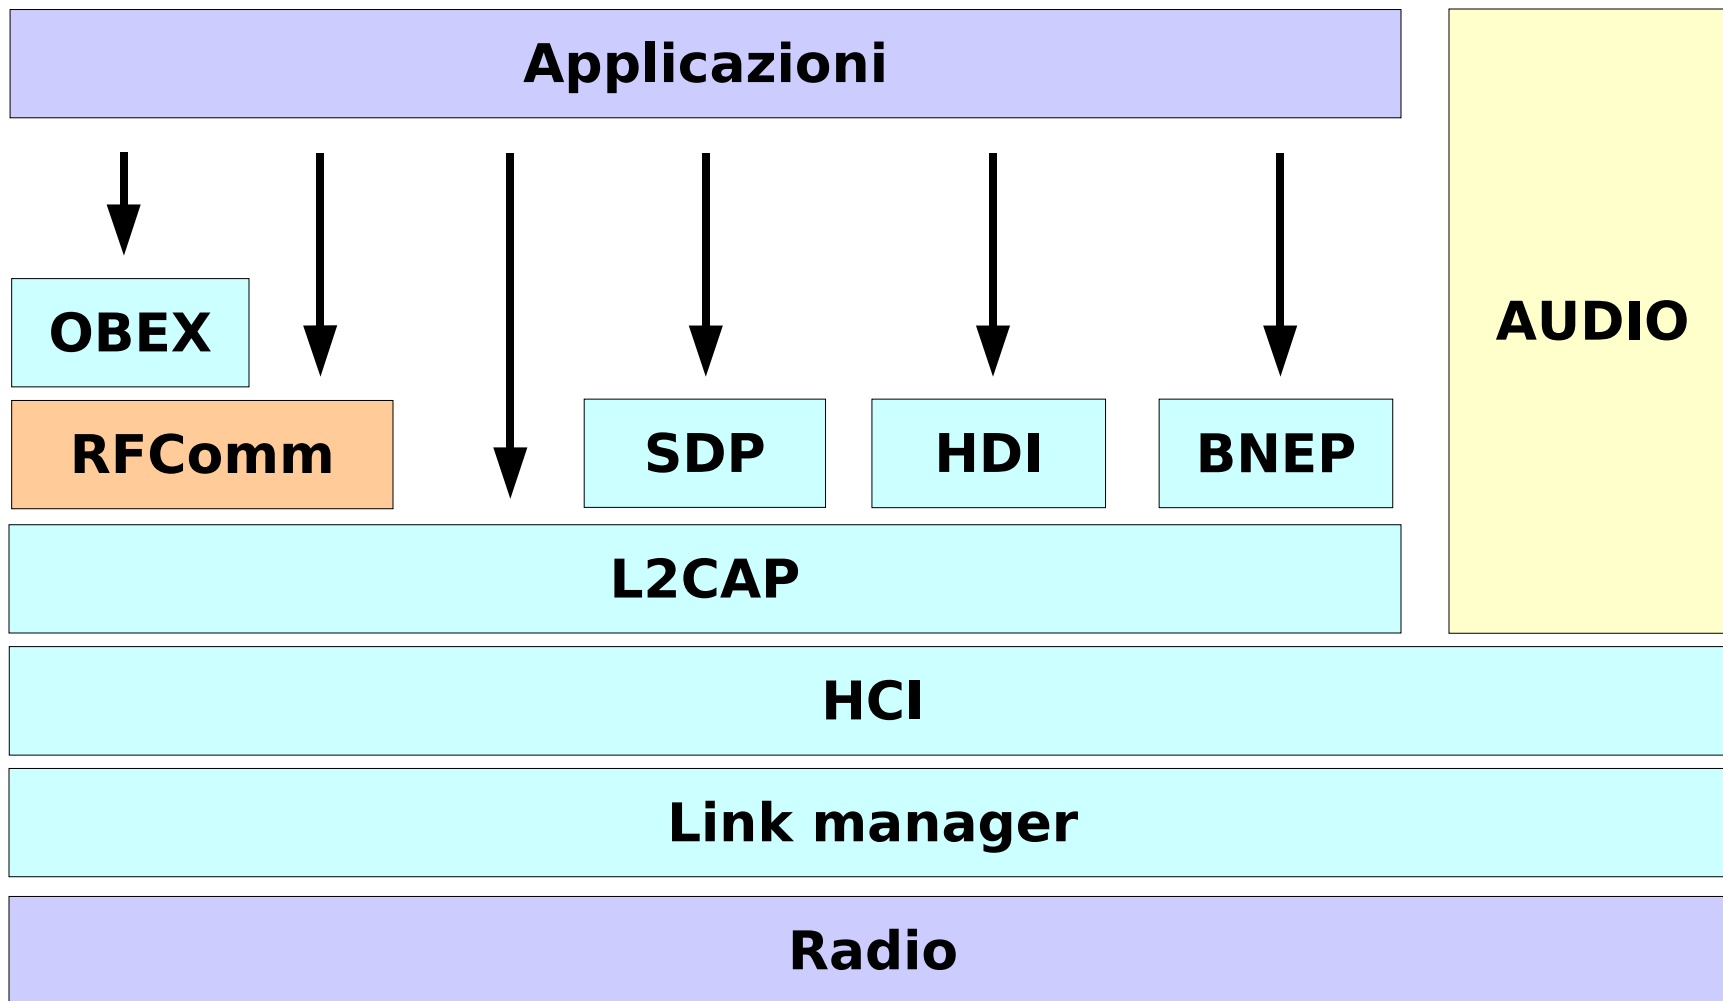 Applicazioni
AUDIO
OBEX
RFComm
SDP
HDI
BNEP
L2CAP
HCI
Link manager
Radio